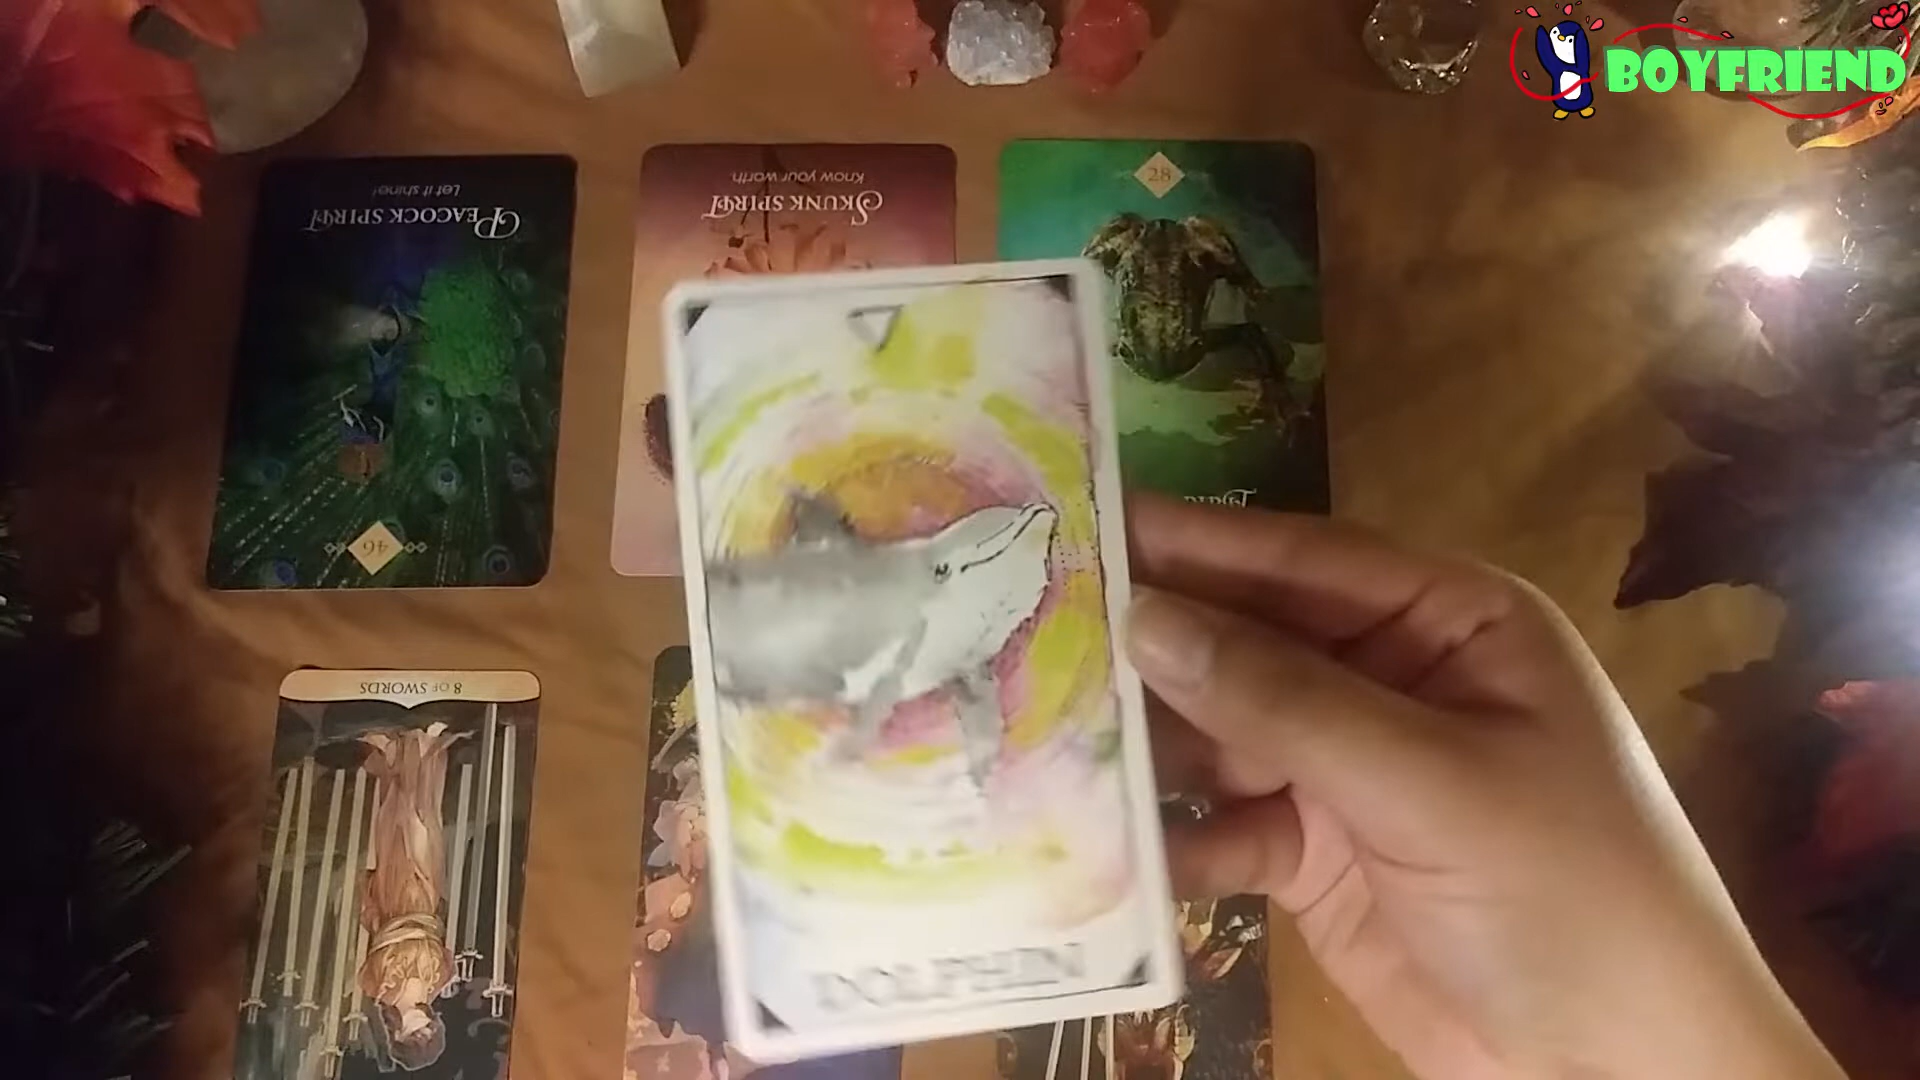 BOYFRIEND
28
Let it shine!
PEACOCK SPIRIT
Know your worth.
SKUNK SPIRIT
46
8 OF SWORDS
DOLPHIN